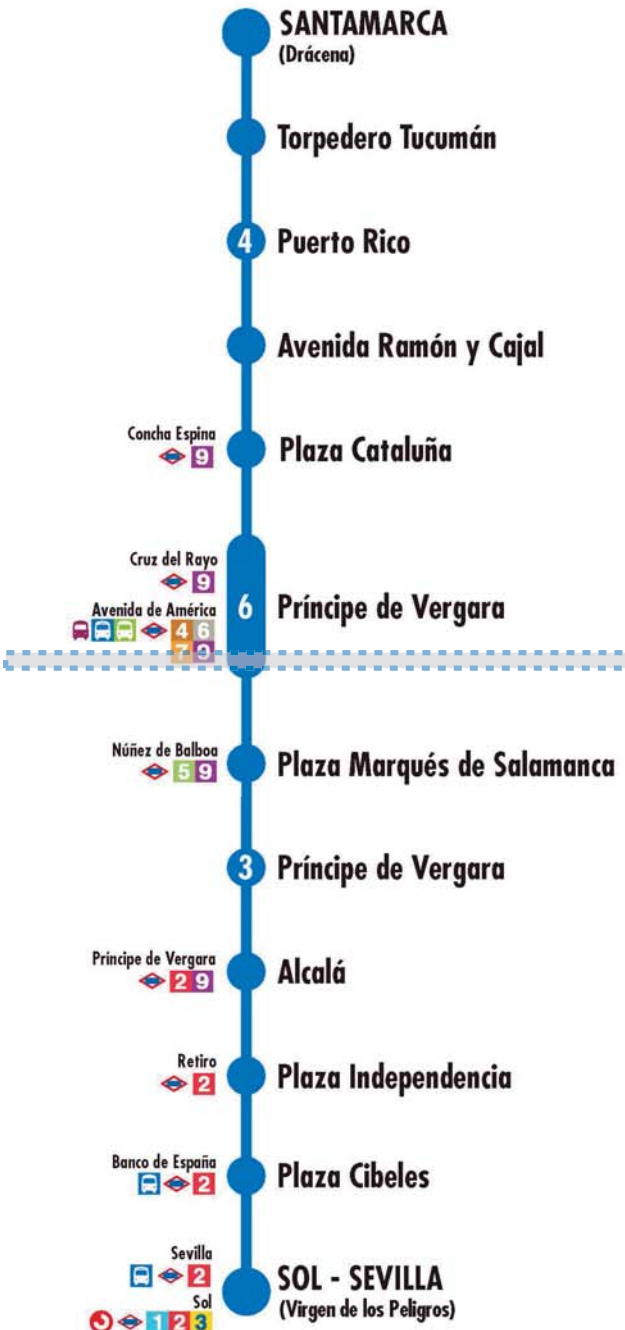 SANTAMARCA
(Drácena)
Torpedero Tucumán
4 Puerto Rico
Avenida Ramón y Cajal
Concha Espina
9
Plaza Cataluña
Cruz del Rayo
9
Avenida de América
4 6
7 9
6 Príncipe de Vergara
Núñez de Balboa
5 9
Plaza Marqués de Salamanca
3 Príncipe de Vergara
Príncipe de Vergara
2 9
Alcalá
Retiro
2
Plaza Independencia
Banco de España
2
Plaza Cibeles
Sevilla
2
Sol
1 2 3
SOL - SEVILLA
(Virgen de los Peligros)